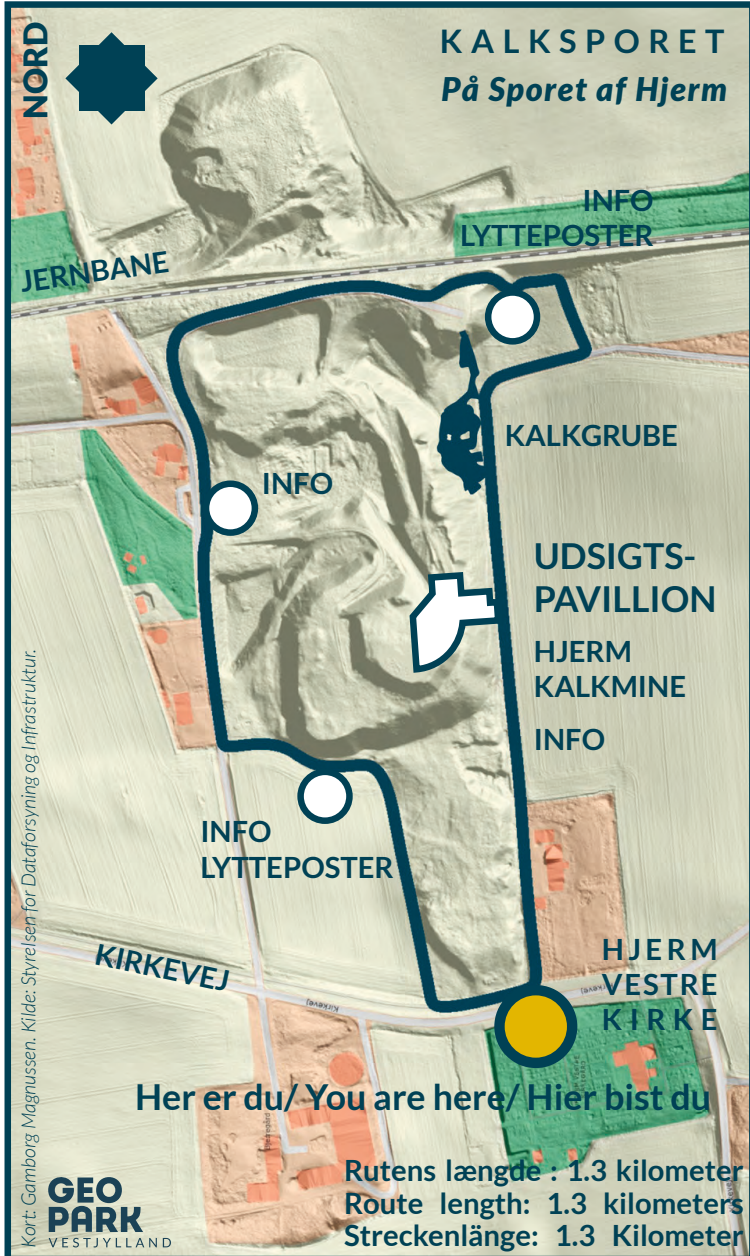 NORD
KALKSPORET
På Sporet af Hjerm
INFO
LYTTEPOSTER
JERNBANE
KALKGRUBE
INFO
UDSIGTS-
PAVILLION
HJERM
KALKMINE
INFO
INFO
LYTTEPOSTER
KIRKEVEJ
Kirkevej
Kirkevej
HJERM
VESTRE
KIRKE
Her er du/ You are here/ Hier bist du
Rutens længde : 1.3 kilometer
Route length: 1.3 kilometers
Streckenlänge: 1.3 Kilometer
Kort: Gamborg Magnussen. Kilde: Styrelsen for Dataforsyning og Infrastruktur.
GEO
PARK
VESTJYLLAND